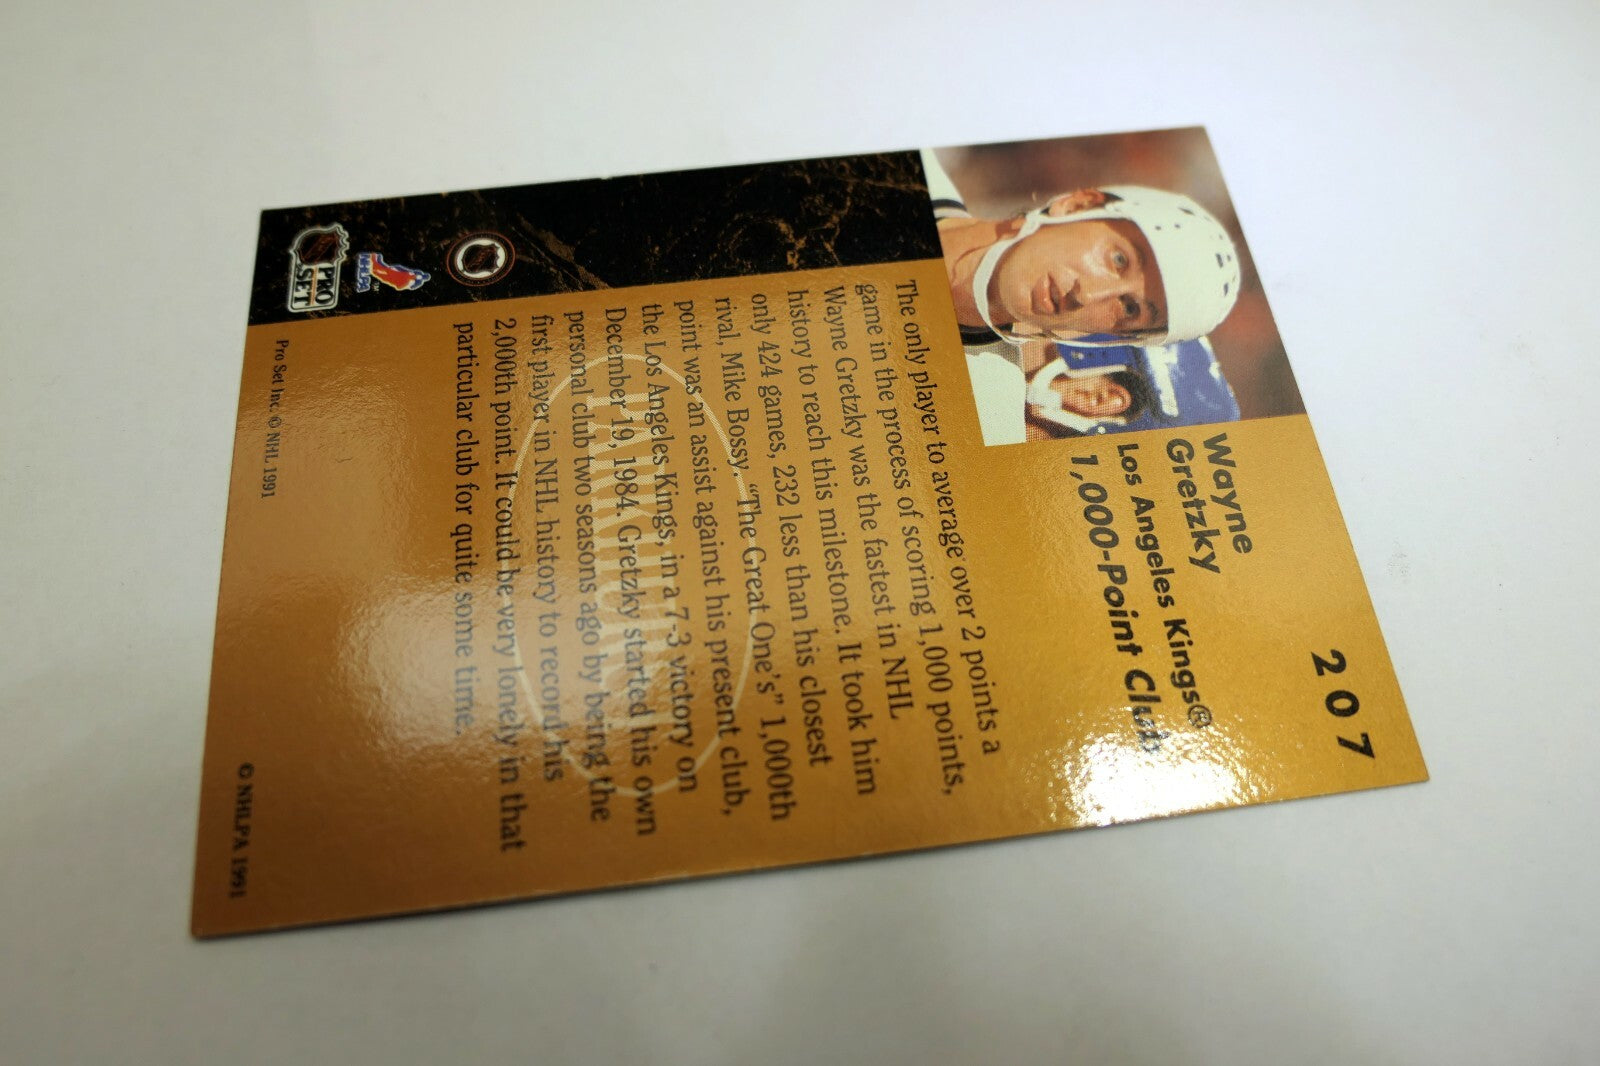 207
Wayne
Gretzky
Los Angeles Kings®
1,000-Point Club
The only player to average over 2 points a
game in the process of scoring 1,000 points,
Wayne Gretzky was the fastest in NHL
history to reach this milestone. It took him
only 424 games, 232 less than his closest
rival, Mike Bossy. “The Great One’s” 1,000th
point was an assist against his present club,
the Los Angeles Kings, in a 7-3 victory on
December 19, 1984. Gretzky started his own
personal club two seasons ago by being the
first player in NHL history to record his
2,000th point. It could be very lonely in that
particular club for quite some time.
PARKHURST
NHL
NHLPA
NHL
PRO
SET
Pro Set Inc. © NHL 1991
© NHLPA 1991